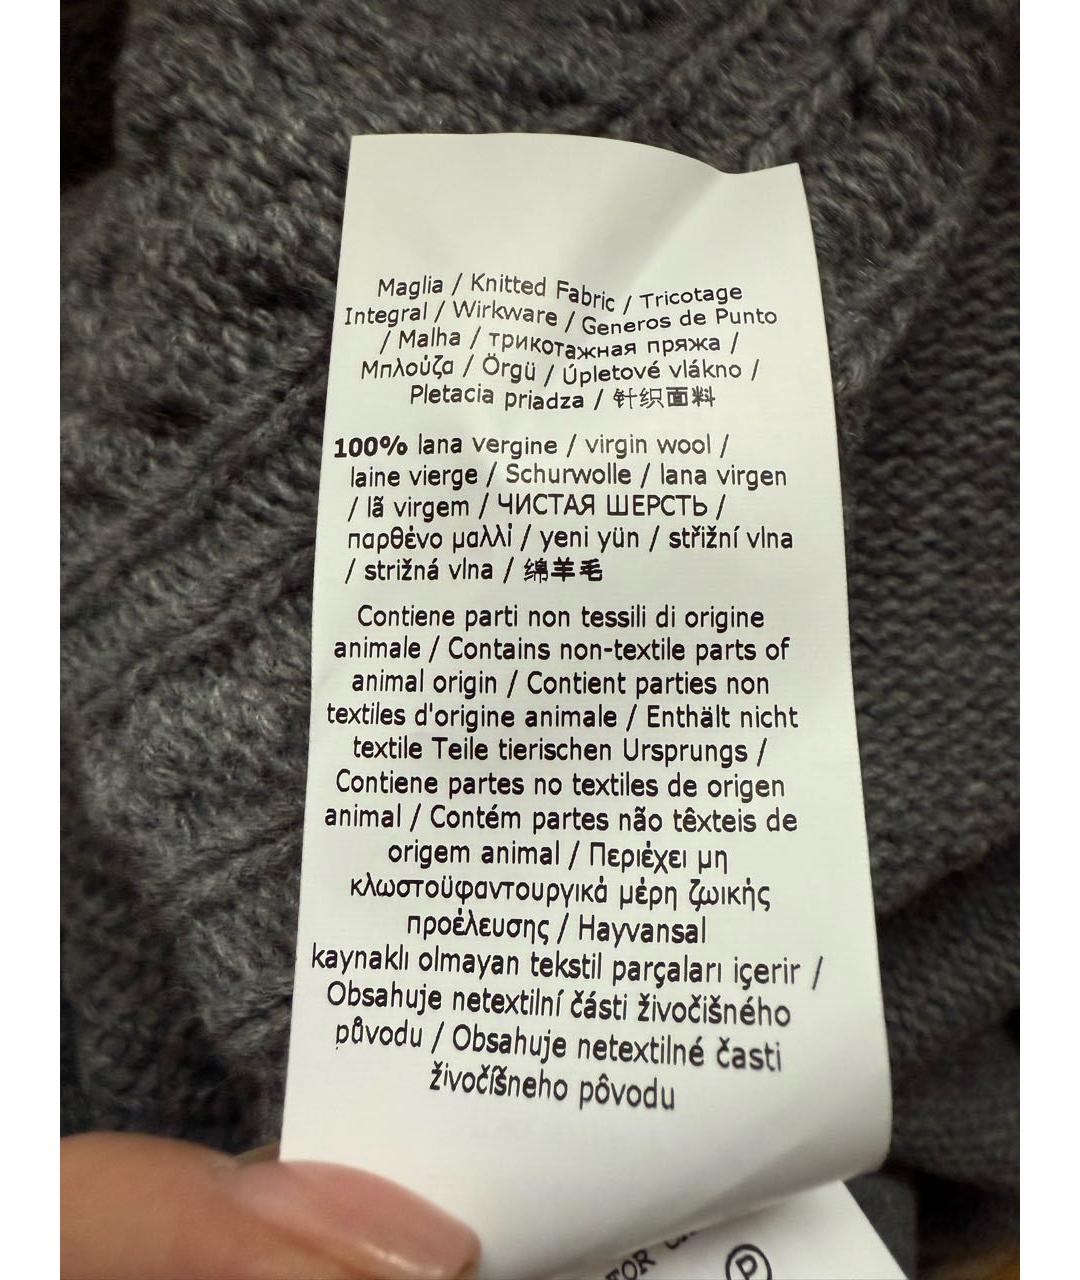 Maglia / Knitted Fabric / Tricotage
Integral / Wirkware / Generos de Punto
/ Malha / трикотажная пряжа /
Μπλούζα / Örgü / Úpletové vlákno /
Pletacia priadza / 针织面料
100% lana vergine / virgin wool /
laine vierge / Schurwolle / lana virgen
/ lã virgem / ЧИСТАЯ ШЕРСТЬ /
παρθένο μαλλί / yeni yün / střižní vlna
/ strižná vlna / 绵羊毛
Contiene parti non tessili di origine
animale / Contains non-textile parts of
animal origin / Contient parties non
textiles d'origine animale / Enthält nicht
textile Teile tierischen Ursprungs /
Contiene partes no textiles de origen
animal / Contém partes não têxteis de
origem animal / Περιέχει μη
κλωστοϋφαντουργικά μέρη ζωικής
προέλευσης / Hayvansal
kaynaklı olmayan tekstil parçaları içerir /
Obsahuje netextilní části živočišného
původu / Obsahuje netextilné časti
živočíšneho pôvodu
P